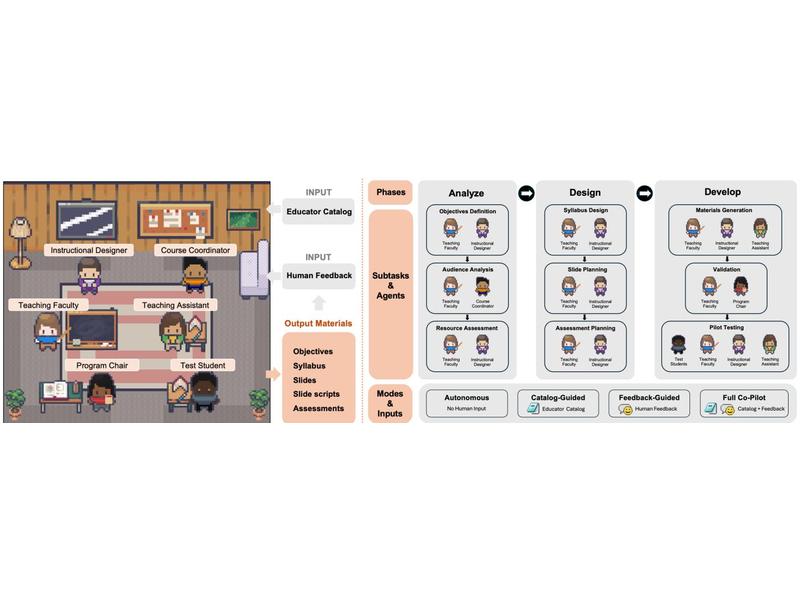 Instructional Designer
Course Coordinator
Teaching Faculty
Teaching Assistant
Program Chair
Test Student
INPUT
Educator Catalog
INPUT
Human Feedback
Output Materials
Objectives
Syllabus
Slides
Slide scripts
Assessments
Phases
Analyze
Design
Develop
Subtasks
&
Agents
Objectives Definition
Teaching
Faculty
Instructional
Designer
Audience Analysis
Teaching
Faculty
Course
Coordinator
Resource Assessment
Teaching
Faculty
Instructional
Designer
Syllabus Design
Teaching
Faculty
Instructional
Designer
Slide Planning
Teaching
Faculty
Instructional
Designer
Assessment Planning
Teaching
Faculty
Instructional
Designer
Materials Generation
Teaching
Faculty
Instructional
Designer
Teaching
Assistant
Validation
Teaching
Faculty
Program
Chair
Pilot Testing
Test
Students
Teaching
Faculty
Instructional
Designer
Teaching
Assistant
Modes
&
Inputs
Autonomous
No Human Input
Catalog-Guided
Educator Catalog
Feedback-Guided
Human Feedback
Full Co-Pilot
Catalog + Feedback